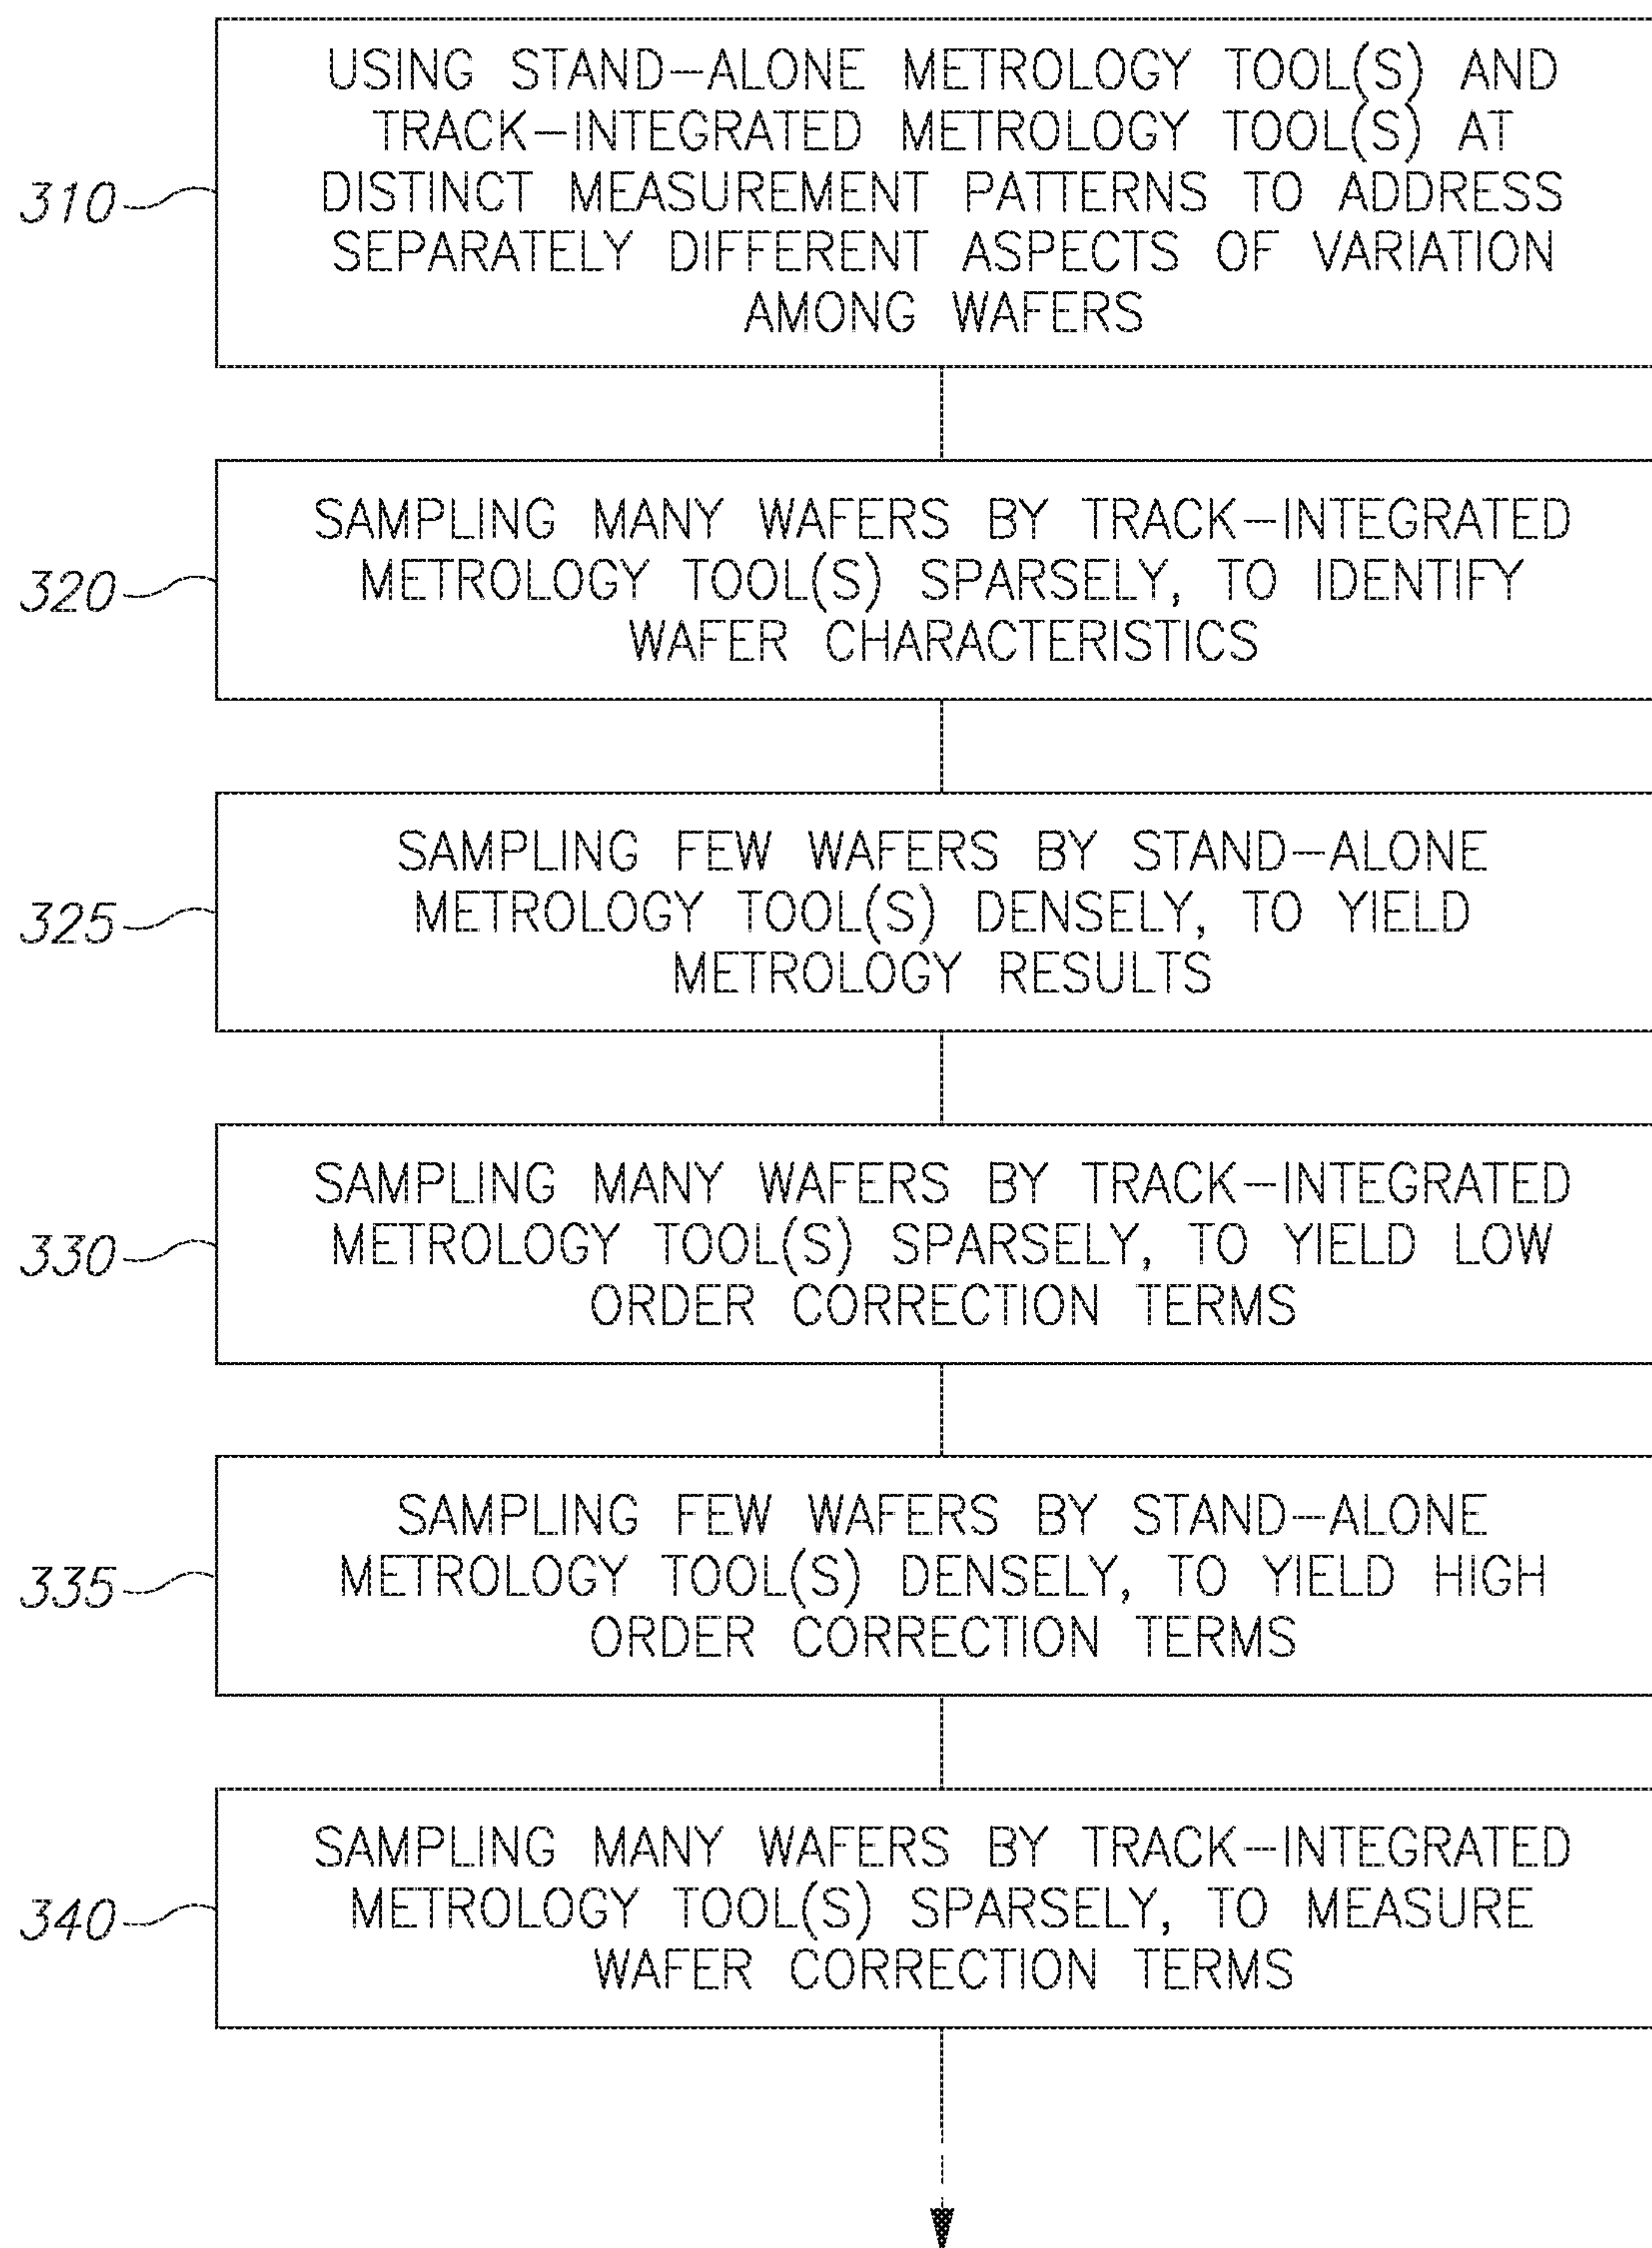 USING STAND-ALONE METROLOGY TOOL(S) AND
TRACK-INTEGRATED METROLOGY TOOL(S) AT
DISTINCT MEASUREMENT PATTERNS TO ADDRESS
SEPARATELY DIFFERENT ASPECTS OF VARIATION
AMONG WAFERS
310
SAMPLING MANY WAFERS BY TRACK-INTEGRATED
METROLOGY TOOL(S) SPARSELY, TO IDENTIFY
WAFER CHARACTERISTICS
320
SAMPLING FEW WAFERS BY STAND-ALONE
METROLOGY TOOL(S) DENSELY, TO YIELD
METROLOGY RESULTS
325
SAMPLING MANY WAFERS BY TRACK-INTEGRATED
METROLOGY TOOL(S) SPARSELY, TO YIELD LOW
ORDER CORRECTION TERMS
330
SAMPLING FEW WAFERS BY STAND-ALONE
METROLOGY TOOL(S) DENSELY, TO YIELD HIGH
ORDER CORRECTION TERMS
335
SAMPLING MANY WAFERS BY TRACK-INTEGRATED
METROLOGY TOOL(S) SPARSELY, TO MEASURE
WAFER CORRECTION TERMS
340